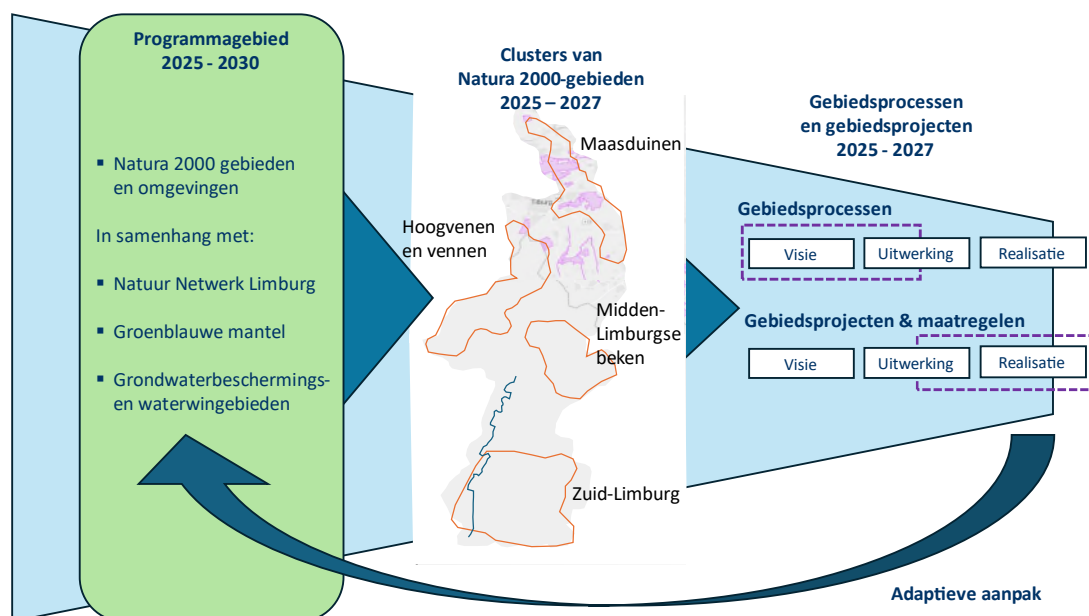 Programmagebied
2025 - 2030
▪ Natura 2000 gebieden
en omgevingen
In samenhang met:
▪ Natuur Netwerk Limburg
▪ Groenblauwe mantel
▪ Grondwaterbeschermings-
en waterwingebieden
Clusters van
Natura 2000-gebieden
2025 – 2027
Maasduinen
Hoogvenen
en vennen
Midden-
Limburgse
beken
Zuid-Limburg
Gebiedsprocessen
en gebiedsprojecten
2025 - 2027
Gebiedsprocessen
Visie
Uitwerking
Realisatie
Gebiedsprojecten & maatregelen
Visie
Uitwerking
Realisatie
Adaptieve aanpak